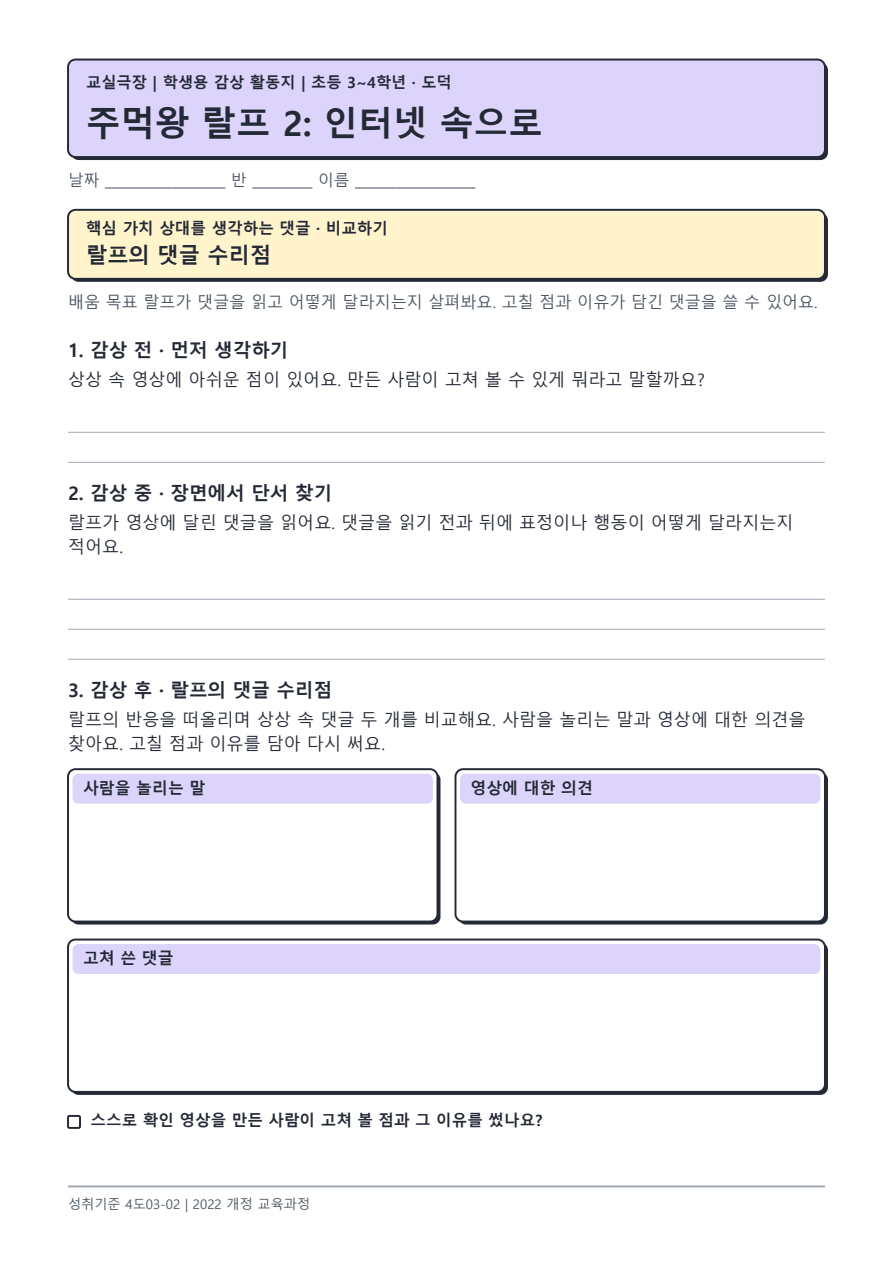 교실극장 | 학생용 감상 활동지 | 초등 3~4학년 · 도덕
주먹왕 랄프 2: 인터넷 속으로
날짜 ______________ 반 _______ 이름 ______________
핵심 가치 상대를 생각하는 댓글 · 비교하기
랄프의 댓글 수리점
배움 목표 랄프가 댓글을 읽고 어떻게 달라지는지 살펴봐요. 고칠 점과 이유가 담긴 댓글을 쓸 수 있어요.
1. 감상 전 · 먼저 생각하기
상상 속 영상에 아쉬운 점이 있어요. 만든 사람이 고쳐 볼 수 있게 뭐라고 말할까요?
2. 감상 중 · 장면에서 단서 찾기
랄프가 영상에 달린 댓글을 읽어요. 댓글을 읽기 전과 뒤에 표정이나 행동이 어떻게 달라지는지
적어요.
3. 감상 후 · 랄프의 댓글 수리점
랄프의 반응을 떠올리며 상상 속 댓글 두 개를 비교해요. 사람을 놀리는 말과 영상에 대한 의견을
찾아요. 고칠 점과 이유를 담아 다시 써요.
사람을 놀리는 말
영상에 대한 의견
고쳐 쓴 댓글
스스로 확인 영상을 만든 사람이 고쳐 볼 점과 그 이유를 썼나요?
성취기준 4도03-02 | 2022 개정 교육과정